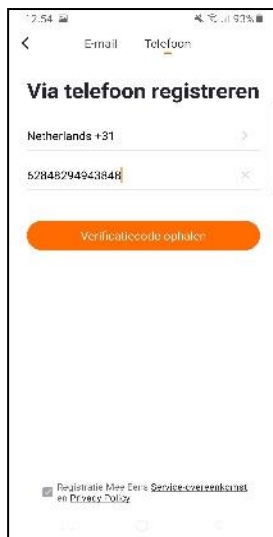 12:54 93%
E-mail Telefoon
Via telefoon registreren
Netherlands +31
62848294943848
Verificatiecode ophalen
Registratie Mee Eens Service-overeenkomst
en Privacy Policy